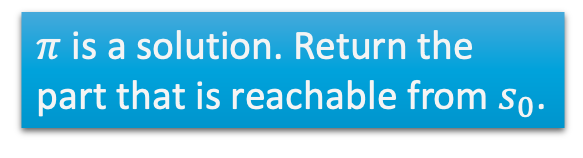 π is a solution. Return the
part that is reachable from s₀.